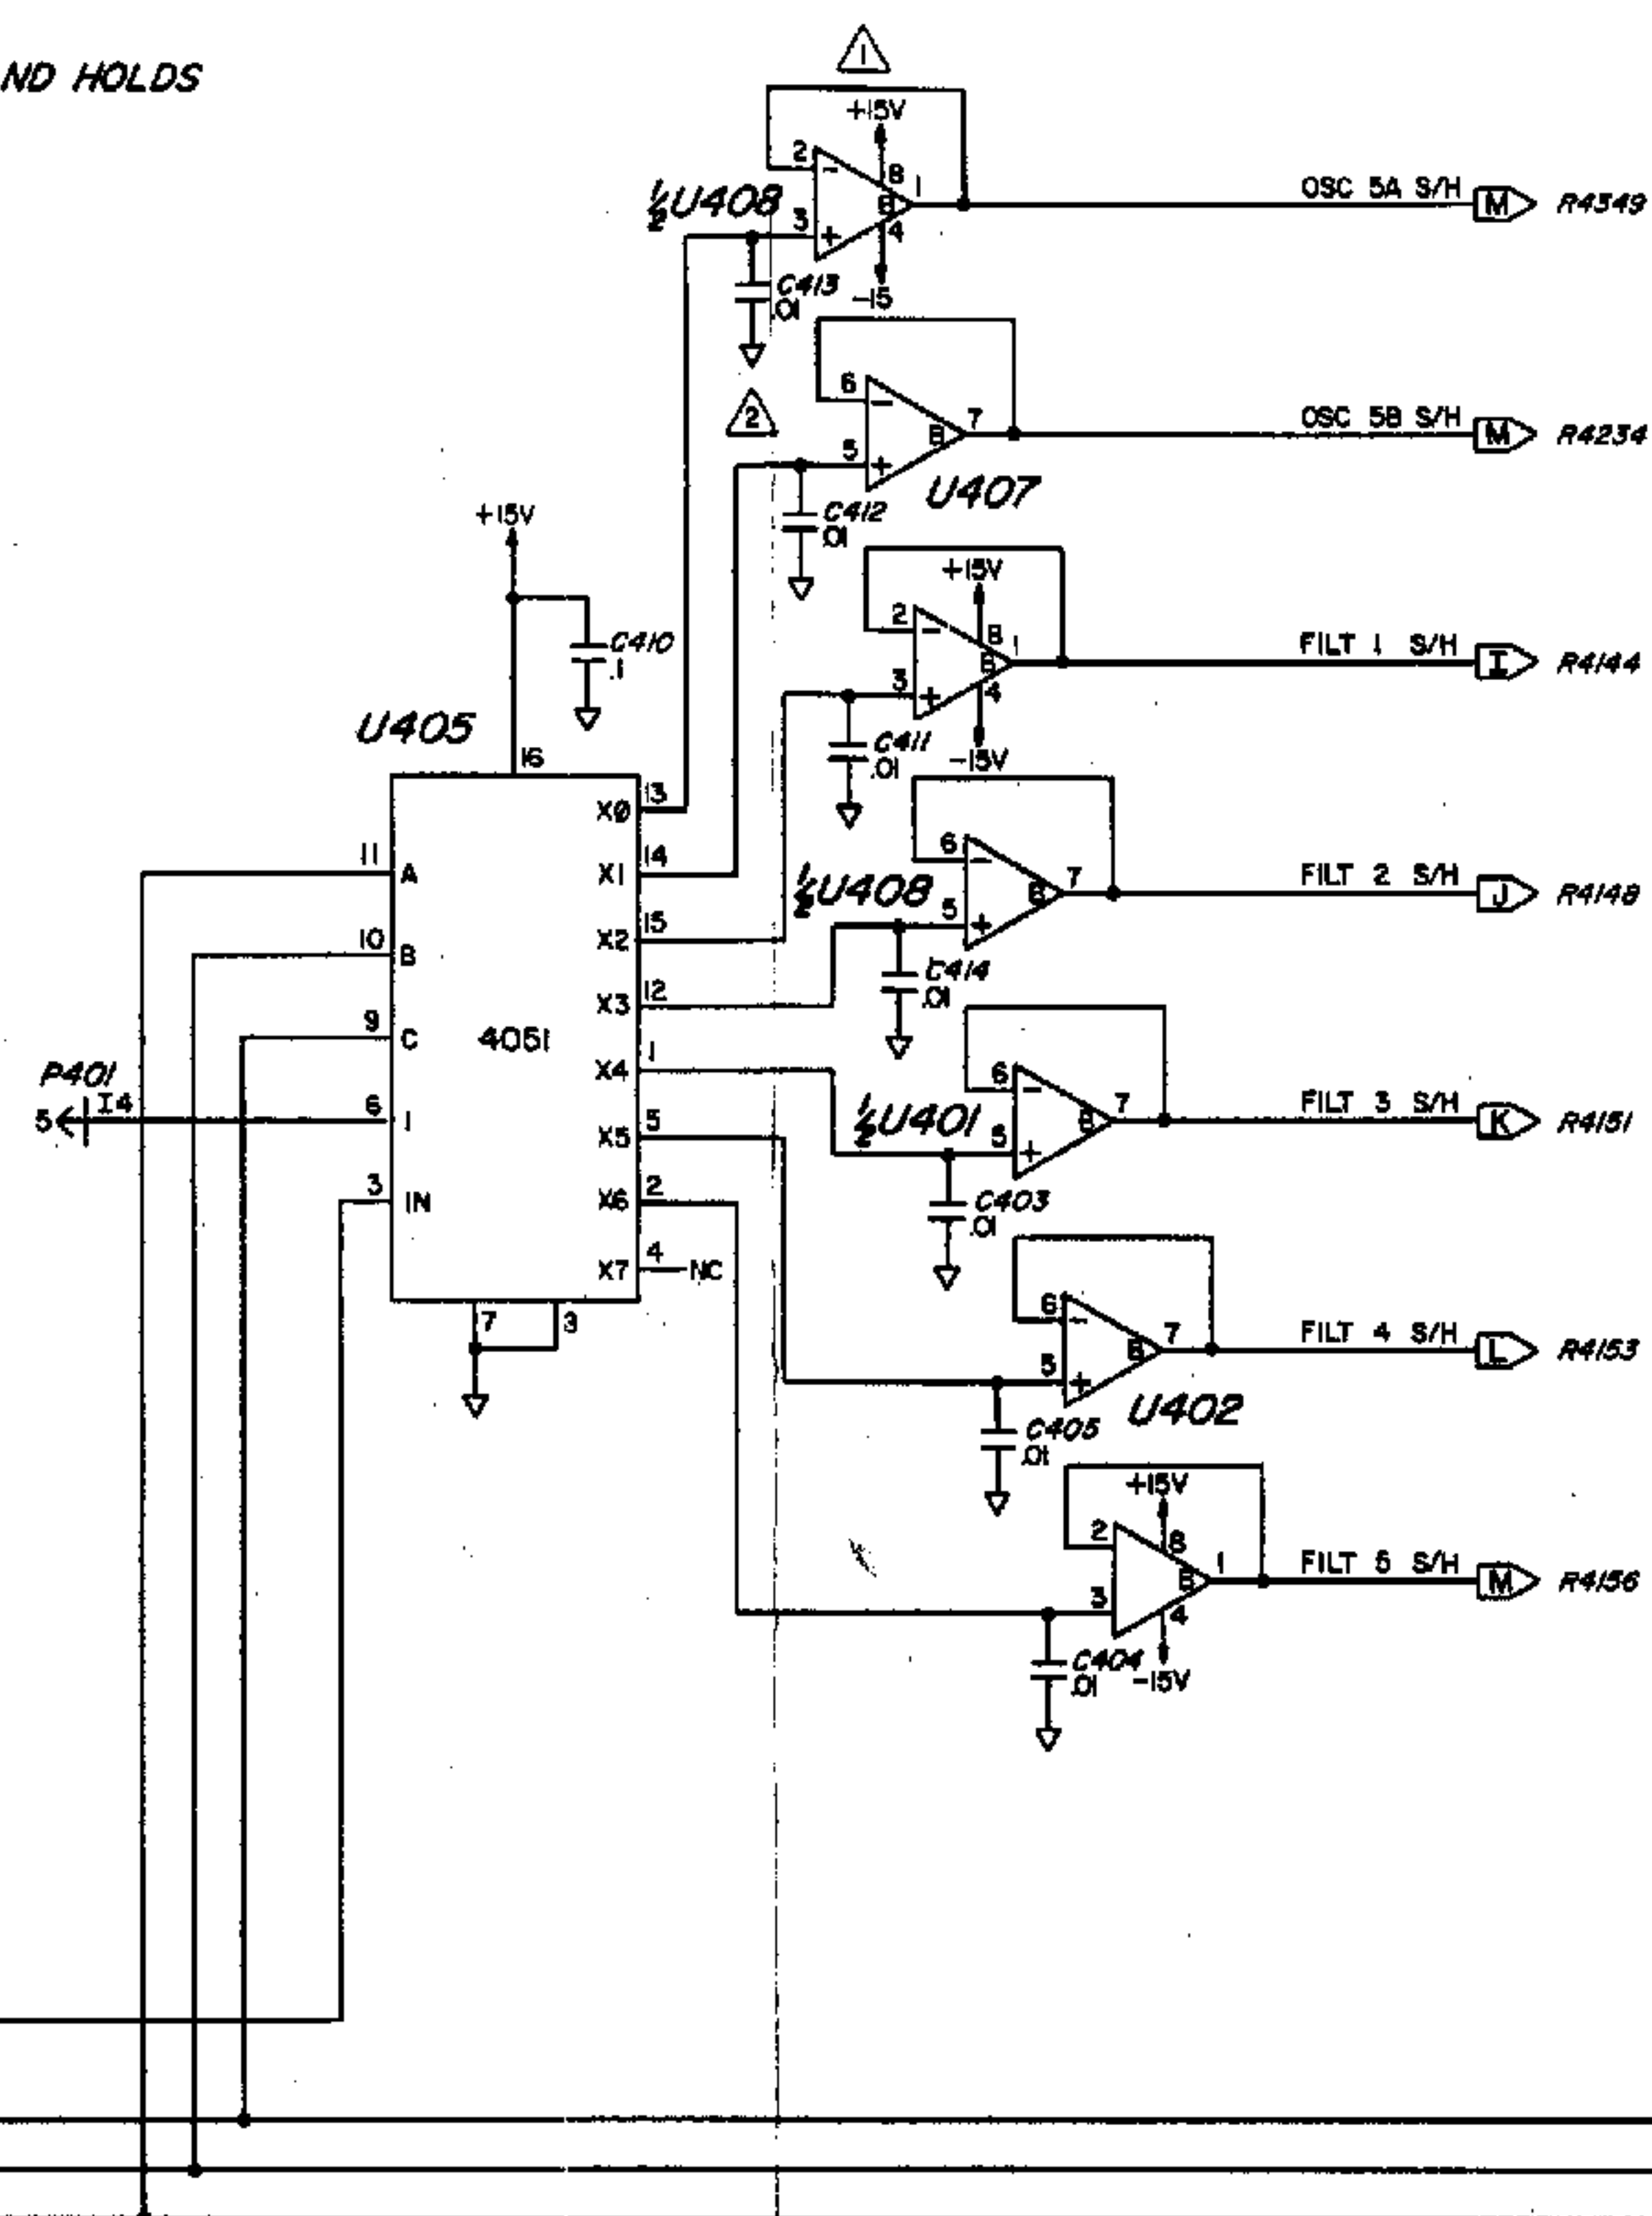 ND HOLDS
1
+15V
2
-
8
1
B
½U408
3
+
4
-15
OSC 5A S/H
M
R4349
C413
.01
2
6
-
7
B
5
+
U407
OSC 5B S/H
M
R4234
C412
.01
+15V
C410
.1
+15V
2
-
8
1
B
3
+
4
-15V
FILT 1 S/H
I
R4144
C411
.01
U405
16
X0
13
11
A
X1
14
10
B
X2
15
9
C
X3
12
4051
X4
1
P401
5
I4
6
I
X5
5
3
IN
X6
2
X7
4
NC
7
8
6
-
7
B
½U408
5
+
FILT 2 S/H
J
R4148
C414
.01
6
-
7
B
½U401
5
+
FILT 3 S/H
K
R4151
C403
.01
6
-
7
B
5
+
U402
FILT 4 S/H
L
R4153
C405
.01
+15V
2
8
1
B
3
4
-15V
FILT 5 S/H
M
R4156
C404
.01